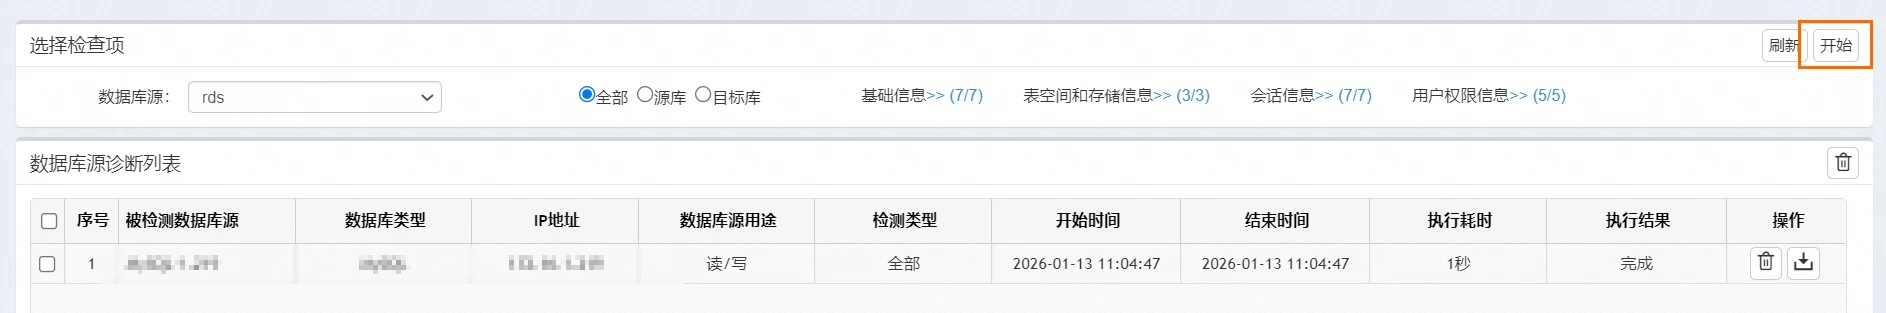 选择检查项 刷新 开始
数据库源： rds 全部 源库 目标库 基础信息>> (7/7) 表空间和存储信息>> (3/3) 会话信息>> (7/7) 用户权限信息>> (5/5)
数据库源诊断列表
序号 被检测数据库源 数据库类型 IP地址 数据库源用途 检测类型 开始时间 结束时间 执行耗时 执行结果 操作
1 读/写 全部 2026-01-13 11:04:47 2026-01-13 11:04:47 1秒 完成